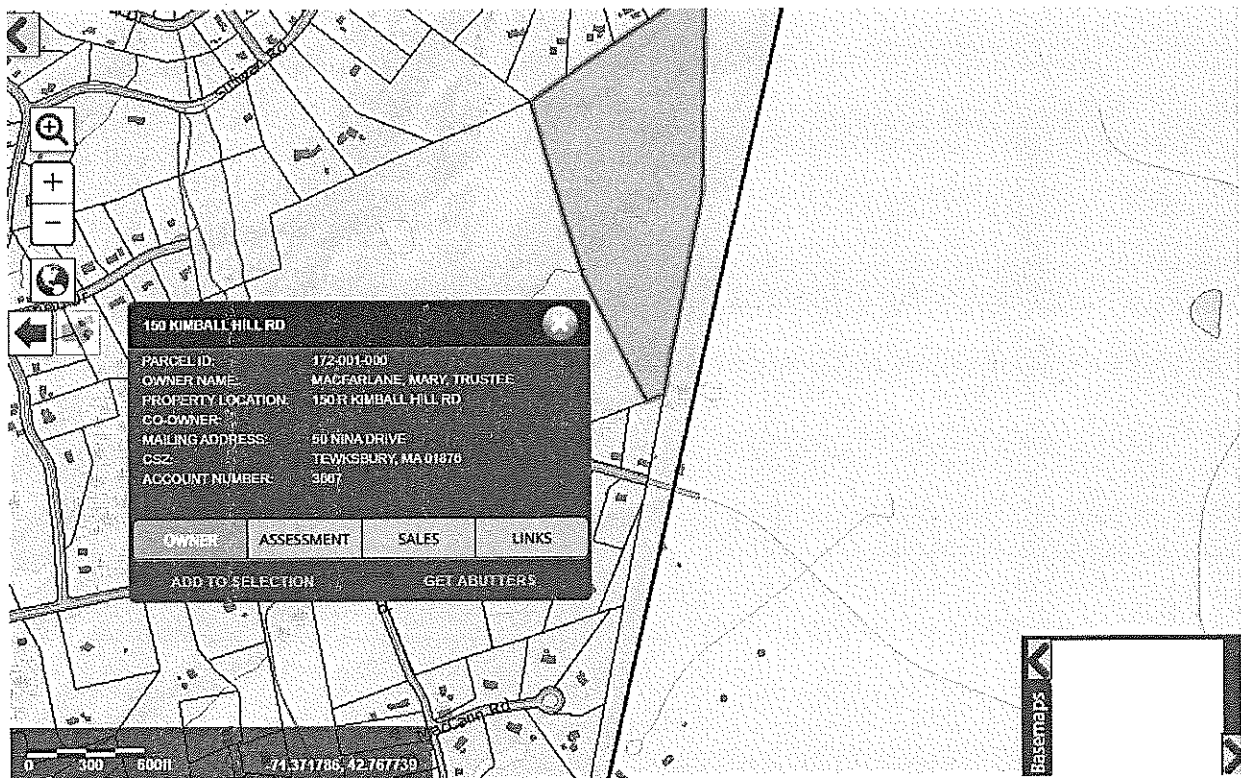 150 KIMBALL HILL RD
PARCEL ID: 172-001-000
OWNER NAME: MACFARLANE, MARY, TRUSTEE
PROPERTY LOCATION: 150 R KIMBALL HILL RD
CO-OWNER:
MAILING ADDRESS: 50 NINA DRIVE
CSZ: TEWKSBURY, MA 01876
ACCOUNT NUMBER:
OWNER ASSESSMENT SALES LINKS
ADD TO SELECTION GET ABUTTERS
Rd
Basemaps
0 300 600ft -71.371786, 42.767739